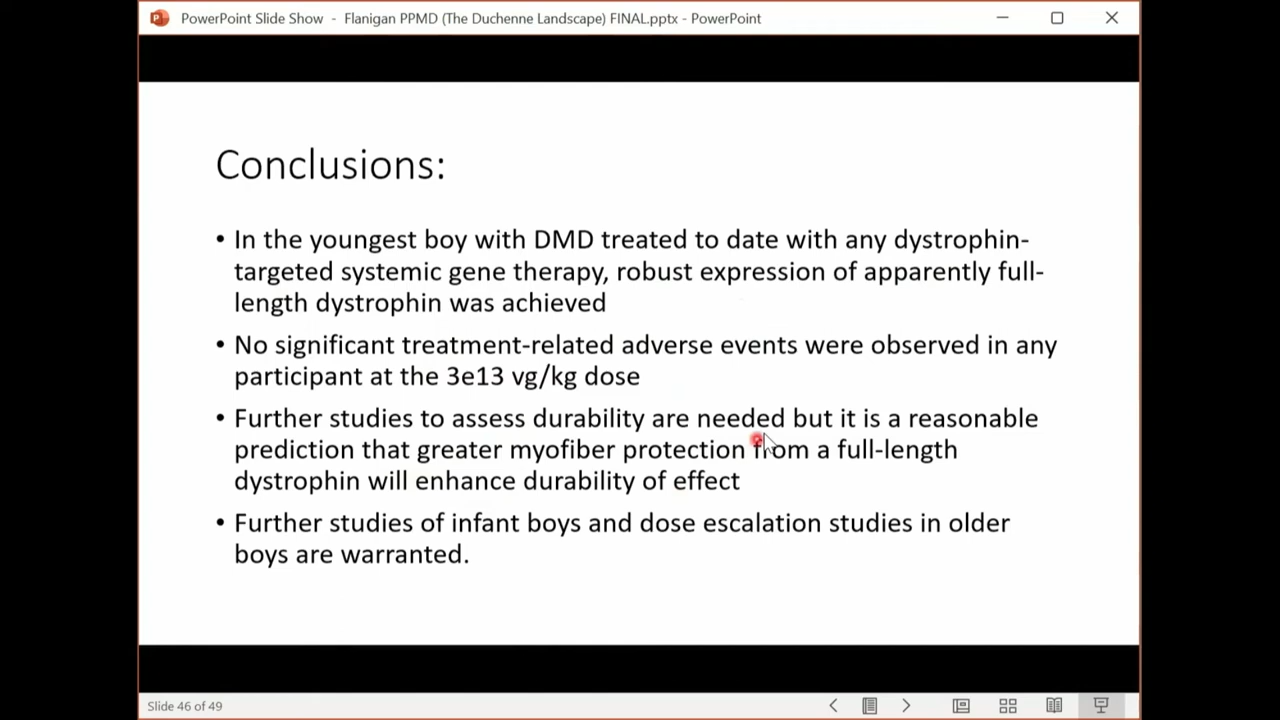 PowerPoint Slide Show - Flanigan PPMD (The Duchenne Landscape) FINAL.pptx - PowerPoint
Conclusions:
• In the youngest boy with DMD treated to date with any dystrophin-
targeted systemic gene therapy, robust expression of apparently full-
length dystrophin was achieved
• No significant treatment-related adverse events were observed in any
participant at the 3e13 vg/kg dose
• Further studies to assess durability are needed but it is a reasonable
prediction that greater myofiber protection from a full-length
dystrophin will enhance durability of effect
• Further studies of infant boys and dose escalation studies in older
boys are warranted.
Slide 46 of 49